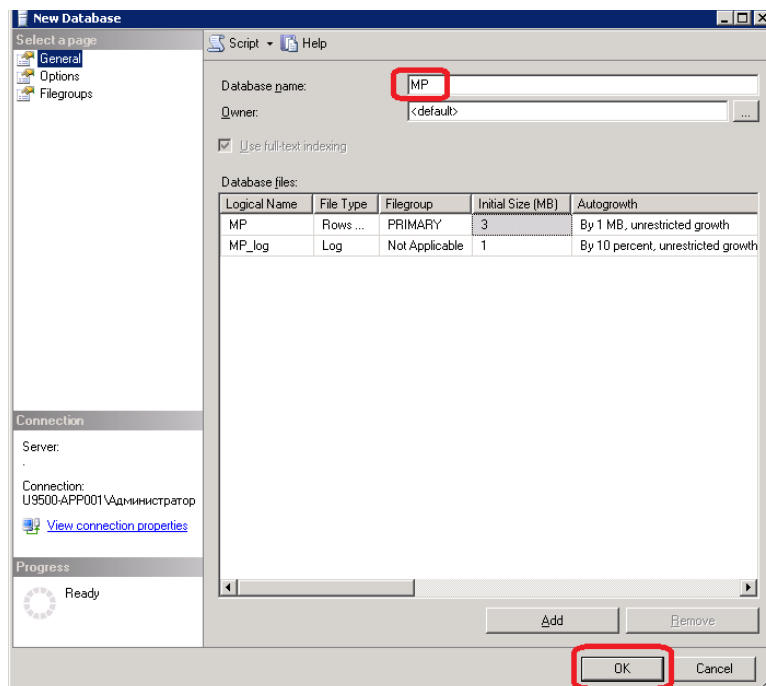 New Database
Select a page
General
Options
Filegroups
Script Help
Database name: MP
Owner: <default> ...
Use full-text indexing
Database files:
Logical Name File Type Filegroup Initial Size (MB) Autogrowth
MP Rows ... PRIMARY 3 By 1 MB, unrestricted growth
MP_log Log Not Applicable 1 By 10 percent, unrestricted growth
Connection
Server:
.
Connection:
U9500-APP001\Администратор
View connection properties
Progress
Ready
Add Remove
OK Cancel